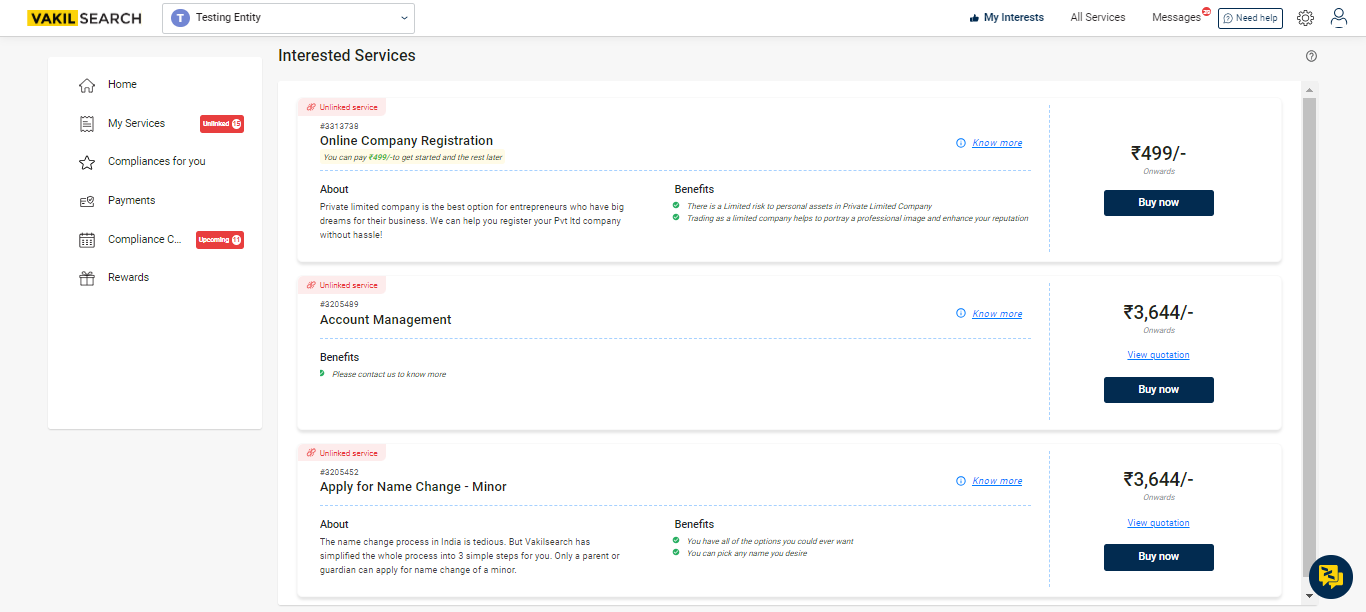 VAKILSEARCH
T Testing Entity
My Interests
All Services
Messages
Need help
Home
My Services
Unlinked 15
Compliances for you
Payments
Compliance C...
Upcoming 11
Rewards
Interested Services
Unlinked service
#3313738
Online Company Registration
You can pay ₹499/-to get started and the rest later
Know more
About
Private limited company is the best option for entrepreneurs who have big
dreams for their business. We can help you register your Pvt ltd company
without hassle!
Benefits
There is a Limited risk to personal assets in Private Limited Company
Trading as a limited company helps to portray a professional image and enhance your reputation
₹499/-
Onwards
Buy now
Unlinked service
#3205489
Account Management
Know more
Benefits
Please contact us to know more
₹3,644/-
Onwards
View quotation
Buy now
Unlinked service
#3205452
Apply for Name Change - Minor
Know more
About
The name change process in India is tedious. But Vakilsearch has
simplified the whole process into 3 simple steps for you. Only a parent or
guardian can apply for name change of a minor.
Benefits
You have all of the options you could ever want
You can pick any name you desire
₹3,644/-
Onwards
View quotation
Buy now